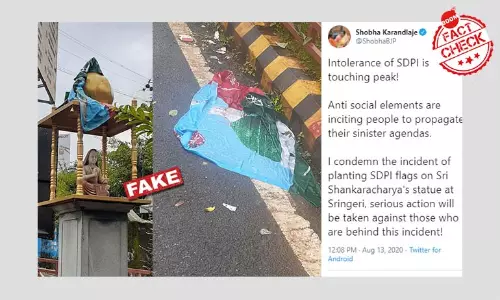 Shobha Karandlaje
@ShobhaBJP
Intolerance of SDPI is
touching peak!
Anti social elements are
inciting people to propagate
their sinister agendas.
I condemn the incident of
planting SDPI flags on Sri
Shankaracharya's statue at
Sringeri, serious action will
be taken against those who
are behind this incident!
12:08 PM · Aug 13, 2020 · Twitter for
Android
FAKE
BOOM
FACT
CHECK